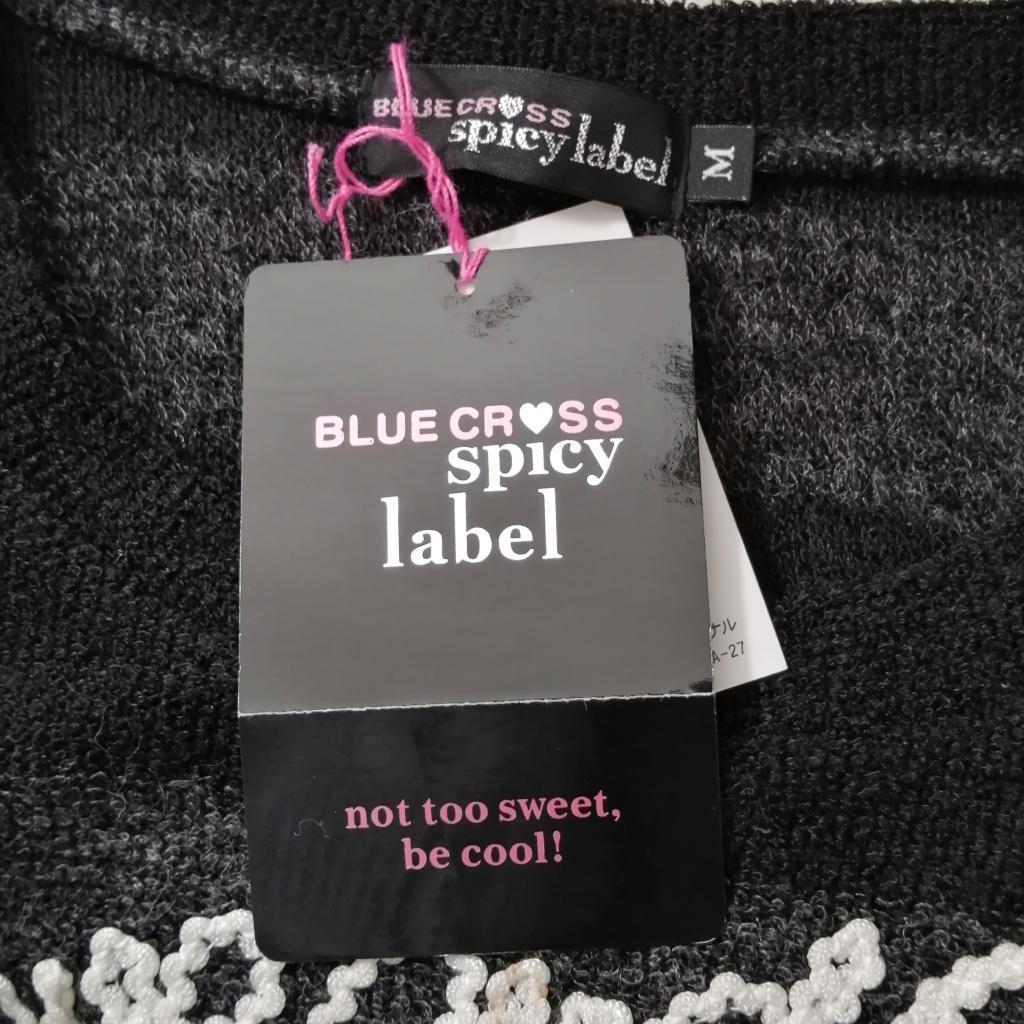 BLUE CR♥SS
spicy label
M
BLUE CR♥SS
spicy
label
ナル
A-27
not too sweet,
be cool!